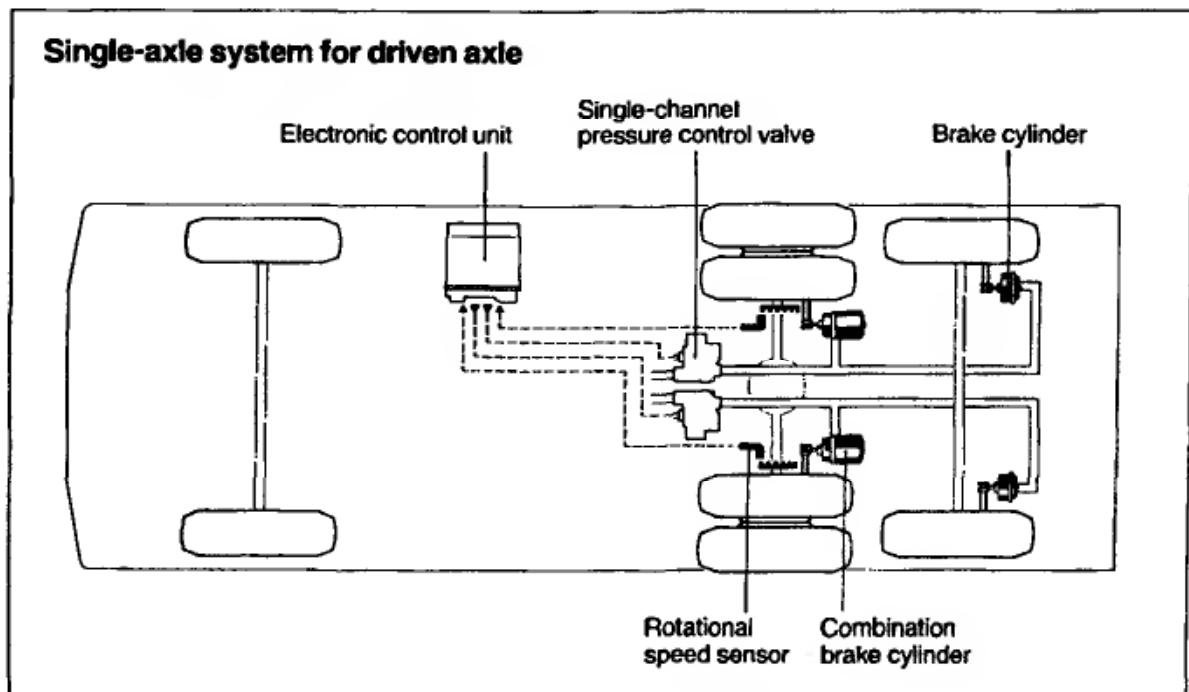 Single-axle system for driven axle
Electronic control unit
Single-channel
pressure control valve
Brake cylinder
Rotational
speed sensor
Combination
brake cylinder